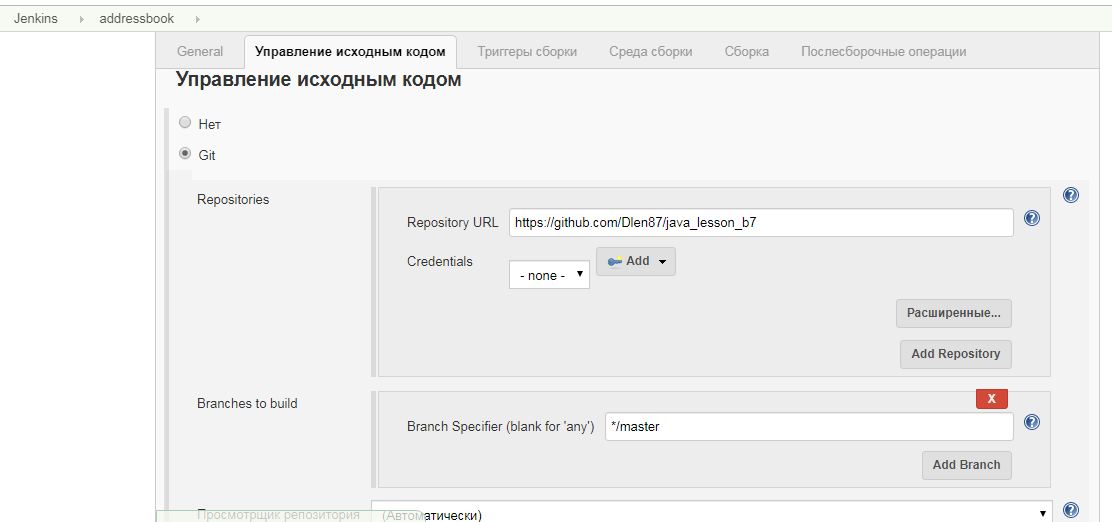 Jenkins addressbook
General Управление исходным кодом Триггеры сборки Среда сборки Сборка Послесборочные операции
Управление исходным кодом
Нет
Git
Repositories
Repository URL https://github.com/Dlen87/java_lesson_b7
Credentials - none - Add
Расширенные...
Add Repository
Branches to build
X
Branch Specifier (blank for 'any') */master
Add Branch
Просмотрщик репозитория (Автоматически)